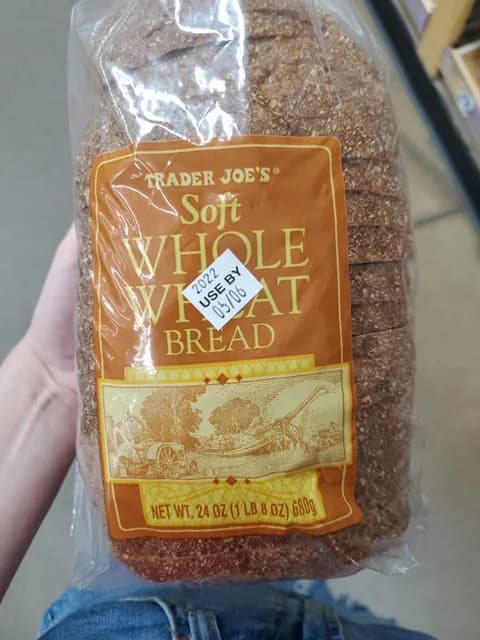 TRADER JOE'S®
Soft
WHOLE
WHEAT
BREAD
2022
USE BY
05/06
NET WT. 24 OZ (1 LB 8 OZ) 680g